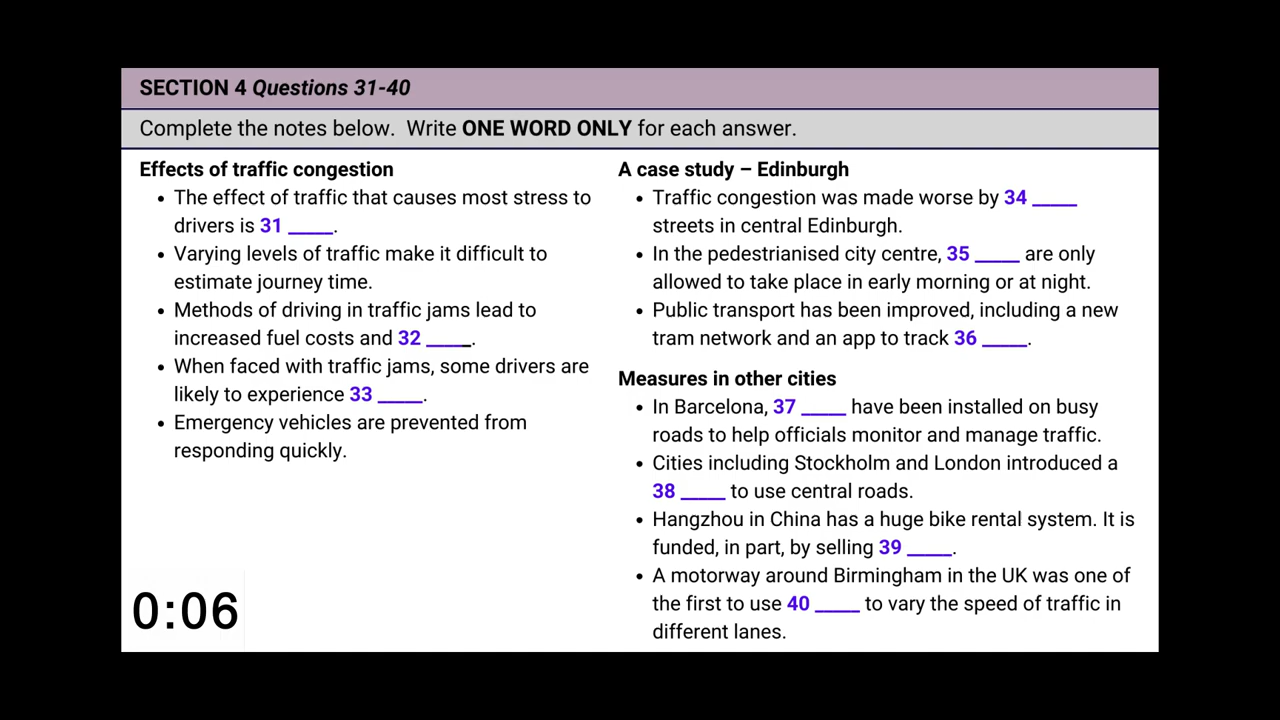 SECTION 4 Questions 31-40
Complete the notes below. Write ONE WORD ONLY for each answer.
Effects of traffic congestion
• The effect of traffic that causes most stress to
drivers is 31 _____.
• Varying levels of traffic make it difficult to
estimate journey time.
• Methods of driving in traffic jams lead to
increased fuel costs and 32 _____.
• When faced with traffic jams, some drivers are
likely to experience 33 _____.
• Emergency vehicles are prevented from
responding quickly.
0:06
A case study – Edinburgh
• Traffic congestion was made worse by 34 _____
streets in central Edinburgh.
• In the pedestrianised city centre, 35 _____ are only
allowed to take place in early morning or at night.
• Public transport has been improved, including a new
tram network and an app to track 36 _____.
Measures in other cities
• In Barcelona, 37 _____ have been installed on busy
roads to help officials monitor and manage traffic.
• Cities including Stockholm and London introduced a
38 _____ to use central roads.
• Hangzhou in China has a huge bike rental system. It is
funded, in part, by selling 39 _____.
• A motorway around Birmingham in the UK was one of
the first to use 40 _____ to vary the speed of traffic in
different lanes.